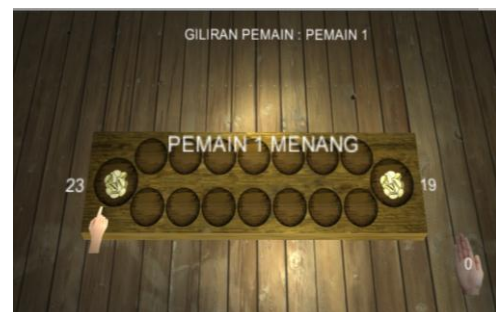 GILIRAN PEMAIN : PEMAIN 1
PEMAIN 1 MENANG
23
19
0